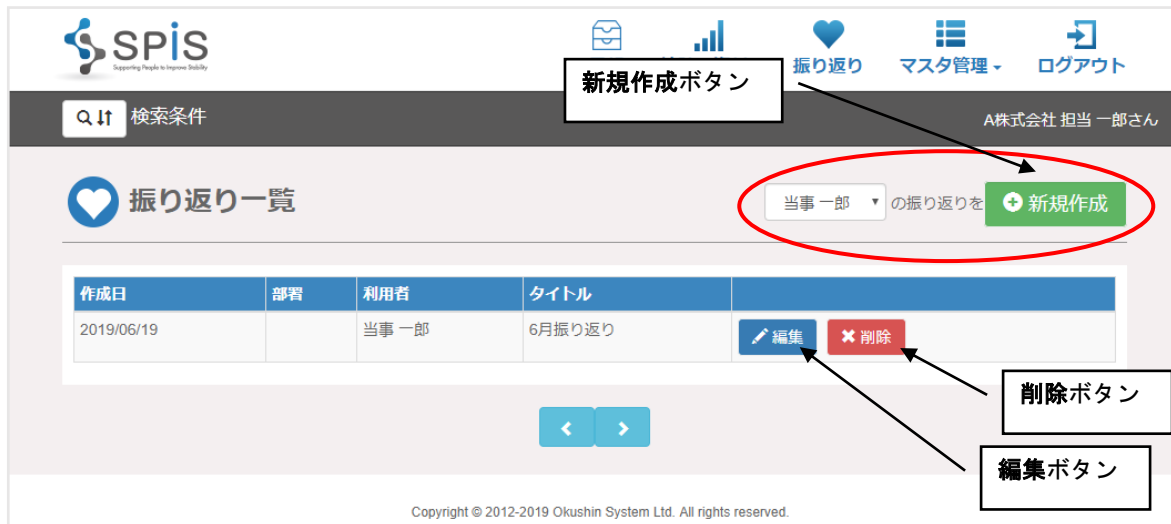 SPiS
Supporting People to Improve Stability
振り返り
マスタ管理
ログアウト
新規作成ボタン
検索条件
A株式会社 担当 一郎さん
振り返り一覧
当事 一郎 の振り返りを 新規作成
作成日 部署 利用者 タイトル
2019/06/19 当事 一郎 6月振り返り 編集 削除
削除ボタン
編集ボタン
Copyright © 2012-2019 Okushin System Ltd. All rights reserved.